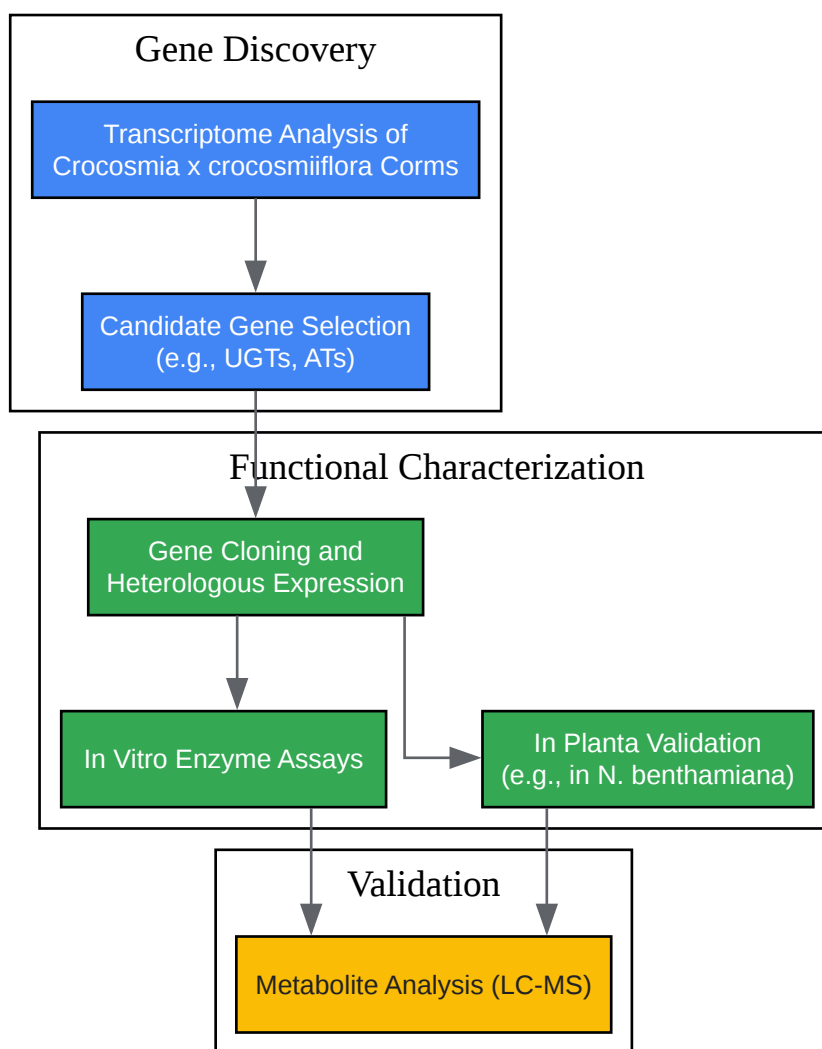 Gene Discovery
Transcriptome Analysis of
Crocosmia x crocosmiiflora Corms
Candidate Gene Selection
(e.g., UGTs, ATs)
Functional Characterization
Gene Cloning and
Heterologous Expression
In Vitro Enzyme Assays
In Planta Validation
(e.g., in N. benthamiana)
Validation
Metabolite Analysis (LC-MS)